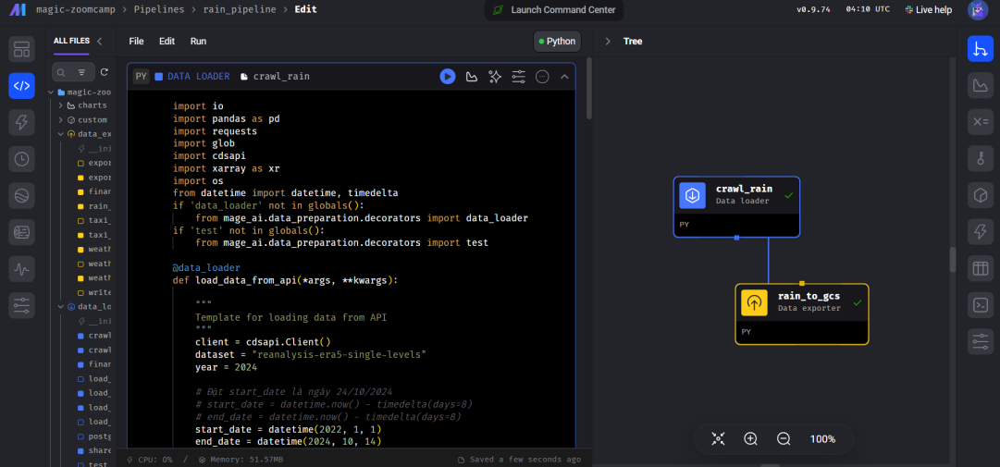 magic-zoomcamp > Pipelines > rain_pipeline > Edit
Launch Command Center
v0.9.74 04:10 UTC Live help
ALL FILES
File Edit Run
Python
Tree
PY DATA LOADER crawl_rain
magic-zoo
charts
custom
data_ex
__ini
expor
expor
finan
rain_
taxi_
taxi_
weath
weath
weath
write
data_lo
__ini
crawl
crawl
finan
load_
load_
load_
load_
postg
share
test
import io
import pandas as pd
import requests
import glob
import cdsapi
import xarray as xr
import os
from datetime import datetime, timedelta
if 'data_loader' not in globals():
    from mage_ai.data_preparation.decorators import data_loader
if 'test' not in globals():
    from mage_ai.data_preparation.decorators import test
@data_loader
def load_data_from_api(*args, **kwargs):
    """
    Template for loading data from API
    """
    client = cdsapi.Client()
    dataset = "reanalysis-era5-single-levels"
    year = 2024
    # Đặt start_date là ngày 24/10/2024
    # start_date = datetime.now() - timedelta(days=8)
    # end_date = datetime.now() - timedelta(days=8)
    start_date = datetime(2022, 1, 1)
    end_date = datetime(2024, 10, 14)
CPU: 0% / Memory: 51.57MB
Saved a few seconds ago
crawl_rain
Data loader
PY
rain_to_gcs
Data exporter
PY
100%